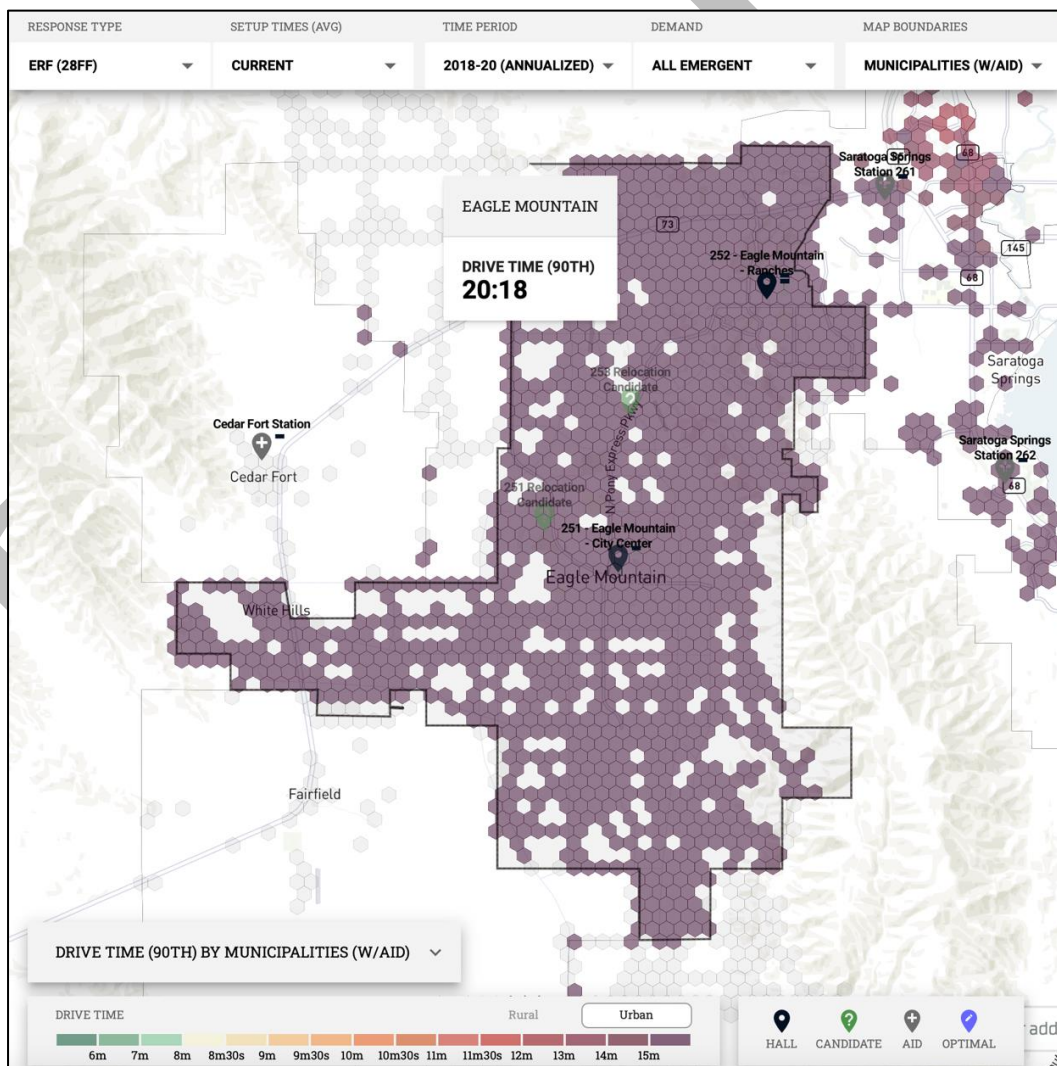 RESPONSE TYPE
SETUP TIMES (AVG)
TIME PERIOD
DEMAND
MAP BOUNDARIES
ERF (28FF)
CURRENT
2018-20 (ANNUALIZED)
ALL EMERGENT
MUNICIPALITIES (W/AID)
68
Saratoga Springs
Station 261
EAGLE MOUNTAIN
DRIVE TIME (90TH)
20:18
73
145
252 - Eagle Mountain
- Ranches
68
Saratoga
Springs
253 Relocation
Candidate
N Pony Express Pkwy
Cedar Fort Station
Cedar Fort
Saratoga Springs
Station 262
68
251 Relocation
Candidate
251 - Eagle Mountain
- City Center
Eagle Mountain
White Hills
Fairfield
DRIVE TIME (90TH) BY MUNICIPALITIES (W/AID)
DRIVE TIME
Rural
Urban
6m
7m
8m
8m30s
9m
9m30s
10m
10m30s
11m
11m30s
12m
13m
14m
15m
HALL
CANDIDATE
AID
OPTIMAL
add